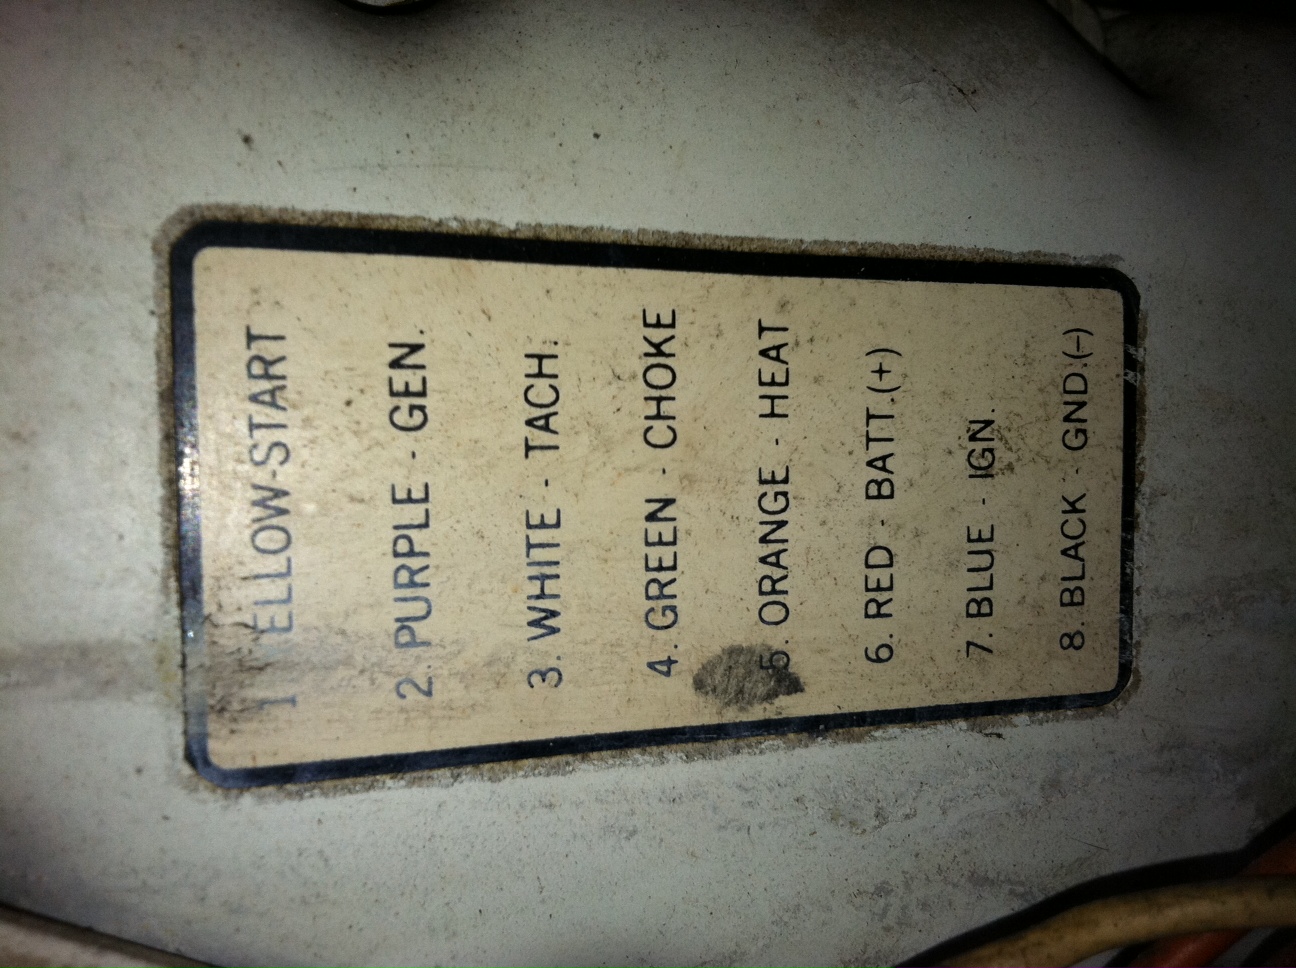 1 YELLOW-START
2. PURPLE - GEN.
3. WHITE - TACH.
4. GREEN - CHOKE
5. ORANGE - HEAT
6. RED - BATT.(+)
7. BLUE - IGN.
8. BLACK - GND.(-)